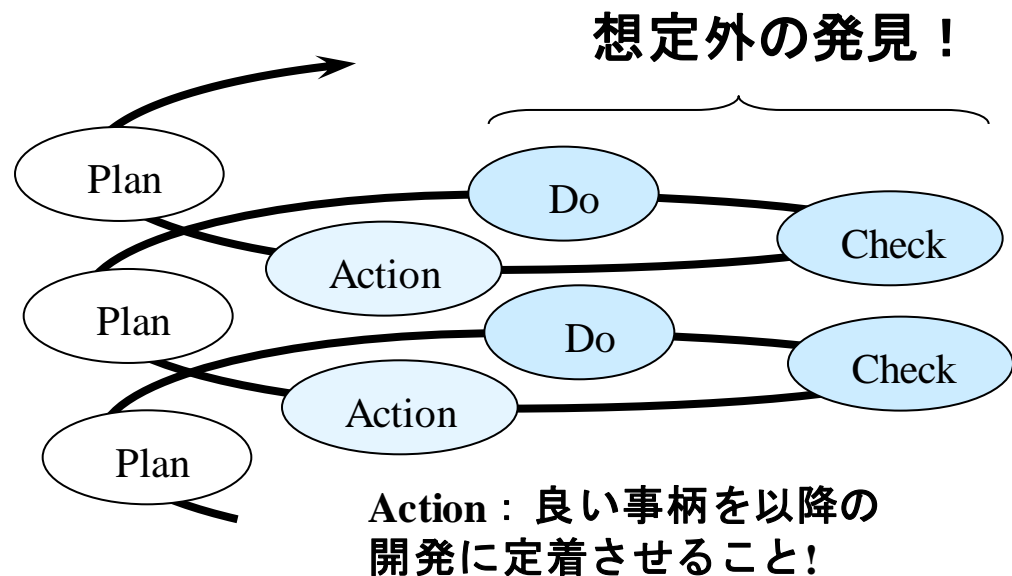 想定外の発見！
Plan
Do
Check
Action
Plan
Do
Check
Action
Plan
Action：良い事柄を以降の
開発に定着させること!